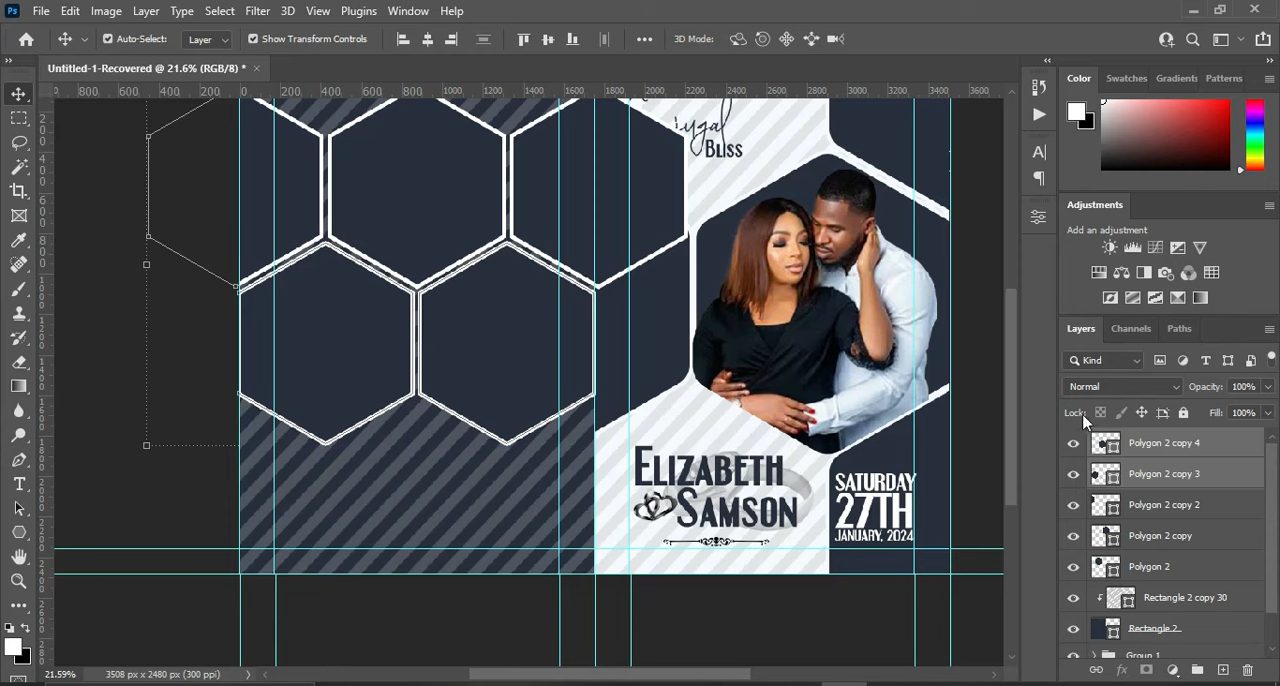 Ps File Edit Image Layer Type Select Filter 3D View Plugins Window Help
Auto-Select: Layer Show Transform Controls 3D Mode:
Untitled-1-Recovered @ 21.6% (RGB/8) *
800 600 400 200 0 200 400 600 800 1000 1200 1400 1600 1800 2000 2200 2400 2600 2800 3000 3200 3400 3600
Color Swatches Gradients Patterns
Adjustments
Add an adjustment
Layers Channels Paths
Kind
Normal Opacity: 100%
Lock: Fill: 100%
Polygon 2 copy 4
Polygon 2 copy 3
Polygon 2 copy 2
Polygon 2 copy
Polygon 2
Rectangle 2 copy 30
Rectangle 2
Group 1
Bliss
Elizabeth
Samson
SATURDAY
27TH
JANUARY, 2024
21.59% 3508 px x 2480 px (300 ppi)